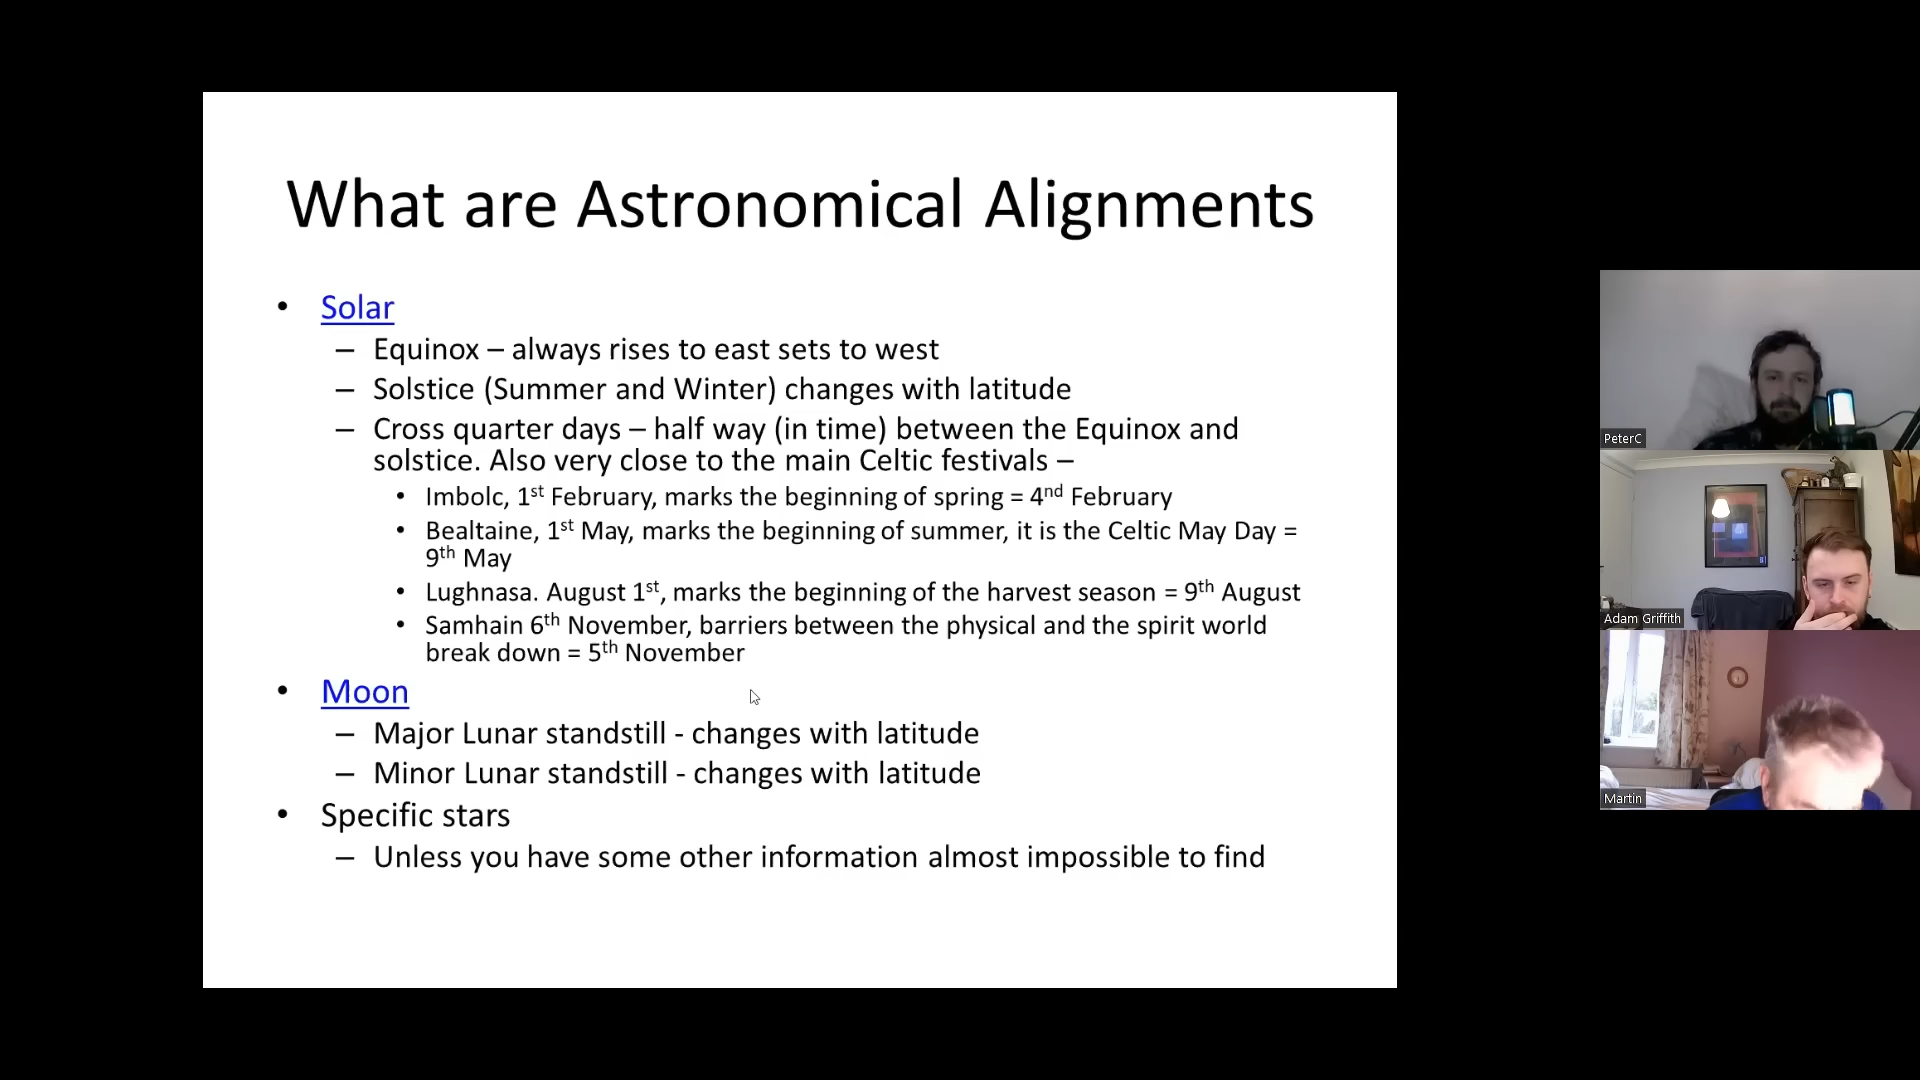 What are Astronomical Alignments
• Solar
– Equinox – always rises to east sets to west
– Solstice (Summer and Winter) changes with latitude
– Cross quarter days – half way (in time) between the Equinox and
solstice. Also very close to the main Celtic festivals –
• Imbolc, 1st February, marks the beginning of spring = 4nd February
• Bealtaine, 1st May, marks the beginning of summer, it is the Celtic May Day =
9th May
• Lughnasa. August 1st, marks the beginning of the harvest season = 9th August
• Samhain 6th November, barriers between the physical and the spirit world
break down = 5th November
• Moon
– Major Lunar standstill - changes with latitude
– Minor Lunar standstill - changes with latitude
• Specific stars
– Unless you have some other information almost impossible to find
PeterC
Adam Griffith
Martin